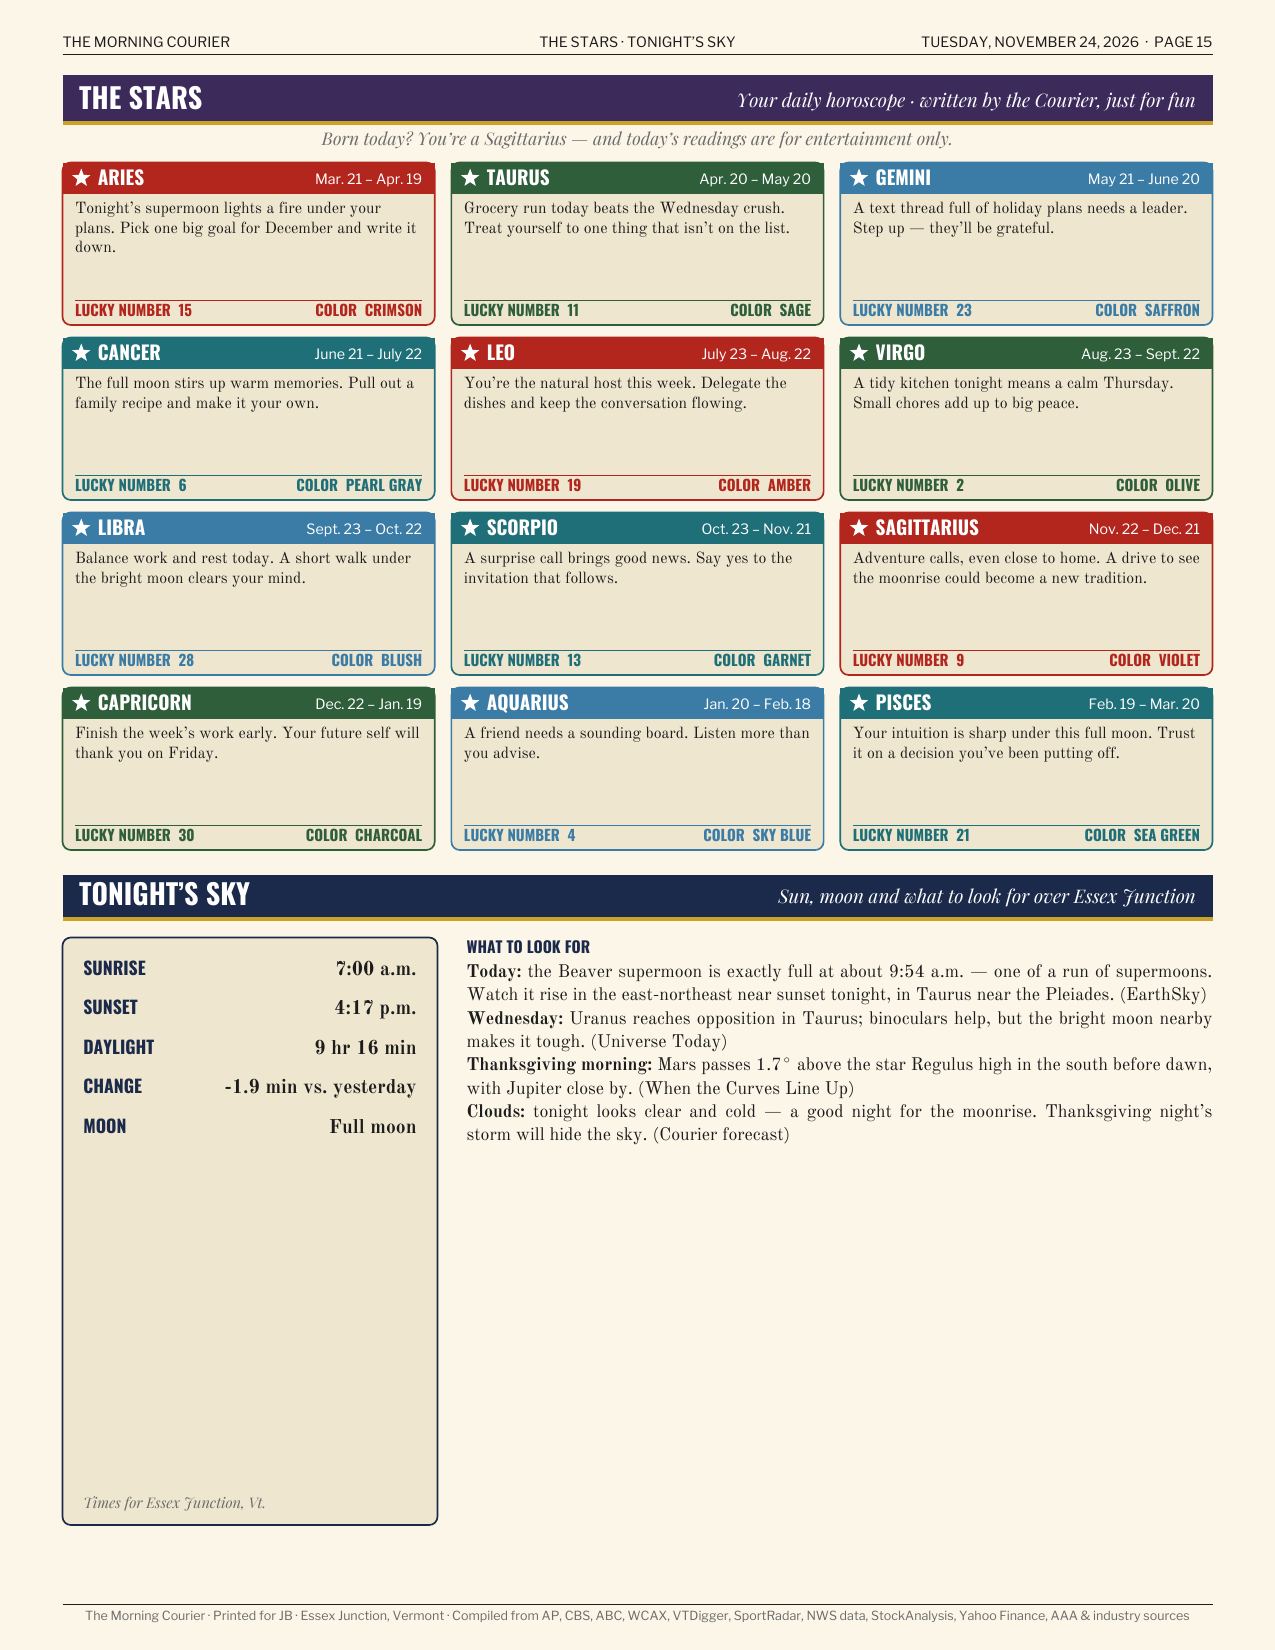 THE MORNING COURIER THE STARS · TONIGHT'S SKY TUESDAY, NOVEMBER 24, 2026 · PAGE 15
THE STARS Your daily horoscope · written by the Courier, just for fun
Born today? You're a Sagittarius — and today's readings are for entertainment only.
★ ARIES Mar. 21 – Apr. 19
Tonight's supermoon lights a fire under your
plans. Pick one big goal for December and write it
down.
LUCKY NUMBER 15 COLOR CRIMSON
★ TAURUS Apr. 20 – May 20
Grocery run today beats the Wednesday crush.
Treat yourself to one thing that isn't on the list.
LUCKY NUMBER 11 COLOR SAGE
★ GEMINI May 21 – June 20
A text thread full of holiday plans needs a leader.
Step up — they'll be grateful.
LUCKY NUMBER 23 COLOR SAFFRON
★ CANCER June 21 – July 22
The full moon stirs up warm memories. Pull out a
family recipe and make it your own.
LUCKY NUMBER 6 COLOR PEARL GRAY
★ LEO July 23 – Aug. 22
You're the natural host this week. Delegate the
dishes and keep the conversation flowing.
LUCKY NUMBER 19 COLOR AMBER
★ VIRGO Aug. 23 – Sept. 22
A tidy kitchen tonight means a calm Thursday.
Small chores add up to big peace.
LUCKY NUMBER 2 COLOR OLIVE
★ LIBRA Sept. 23 – Oct. 22
Balance work and rest today. A short walk under
the bright moon clears your mind.
LUCKY NUMBER 28 COLOR BLUSH
★ SCORPIO Oct. 23 – Nov. 21
A surprise call brings good news. Say yes to the
invitation that follows.
LUCKY NUMBER 13 COLOR GARNET
★ SAGITTARIUS Nov. 22 – Dec. 21
Adventure calls, even close to home. A drive to see
the moonrise could become a new tradition.
LUCKY NUMBER 9 COLOR VIOLET
★ CAPRICORN Dec. 22 – Jan. 19
Finish the week's work early. Your future self will
thank you on Friday.
LUCKY NUMBER 30 COLOR CHARCOAL
★ AQUARIUS Jan. 20 – Feb. 18
A friend needs a sounding board. Listen more than
you advise.
LUCKY NUMBER 4 COLOR SKY BLUE
★ PISCES Feb. 19 – Mar. 20
Your intuition is sharp under this full moon. Trust
it on a decision you've been putting off.
LUCKY NUMBER 21 COLOR SEA GREEN
TONIGHT'S SKY Sun, moon and what to look for over Essex Junction
SUNRISE 7:00 a.m.
SUNSET 4:17 p.m.
DAYLIGHT 9 hr 16 min
CHANGE -1.9 min vs. yesterday
MOON Full moon
Times for Essex Junction, Vt.
WHAT TO LOOK FOR
Today: the Beaver supermoon is exactly full at about 9:54 a.m. — one of a run of supermoons.
Watch it rise in the east-northeast near sunset tonight, in Taurus near the Pleiades. (EarthSky)
Wednesday: Uranus reaches opposition in Taurus; binoculars help, but the bright moon nearby
makes it tough. (Universe Today)
Thanksgiving morning: Mars passes 1.7° above the star Regulus high in the south before dawn,
with Jupiter close by. (When the Curves Line Up)
Clouds: tonight looks clear and cold — a good night for the moonrise. Thanksgiving night's
storm will hide the sky. (Courier forecast)
The Morning Courier · Printed for JB · Essex Junction, Vermont · Compiled from AP, CBS, ABC, WCAX, VTDigger, SportRadar, NWS data, StockAnalysis, Yahoo Finance, AAA & industry sources